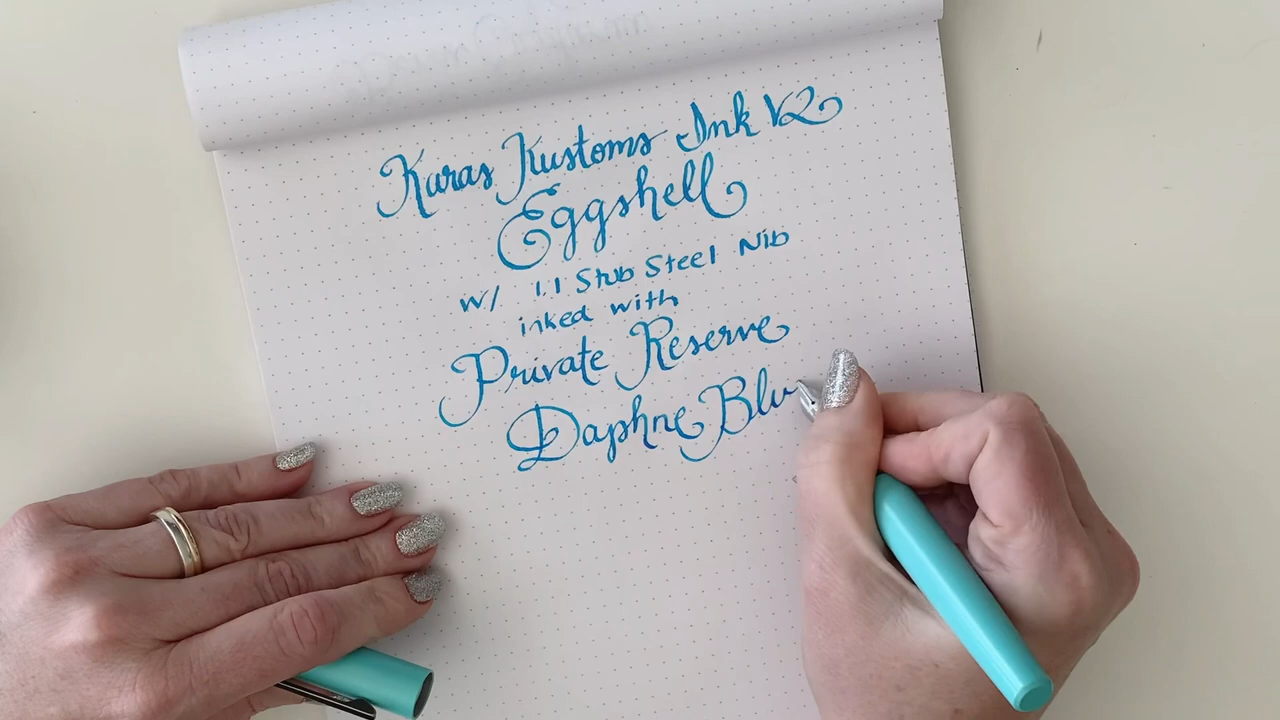 Karas Kustoms Ink V2
Eggshell
w/ 1.1 Stub Steel Nib
inked with
Private Reserve
Daphne Blu